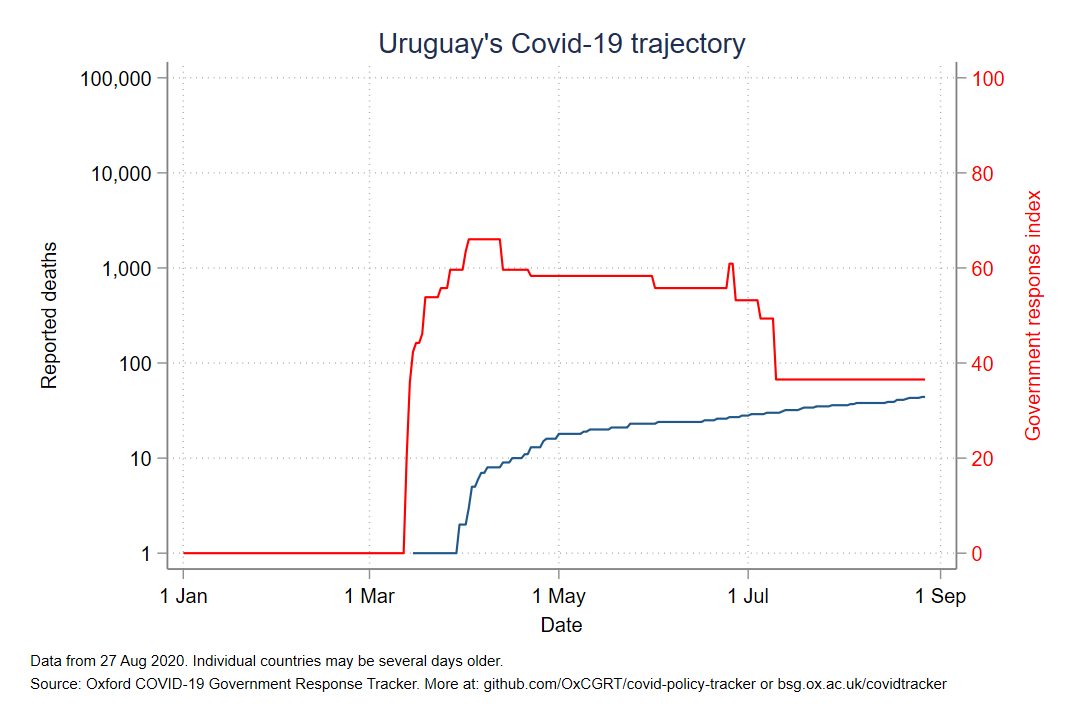 Uruguay's Covid-19 trajectory
100,000
10,000
1,000
100
10
1
Reported deaths
100
80
60
40
20
0
Government response index
1 Jan
1 Mar
1 May
1 Jul
1 Sep
Date
Data from 27 Aug 2020. Individual countries may be several days older.
Source: Oxford COVID-19 Government Response Tracker. More at: github.com/OxCGRT/covid-policy-tracker or bsg.ox.ac.uk/covidtracker